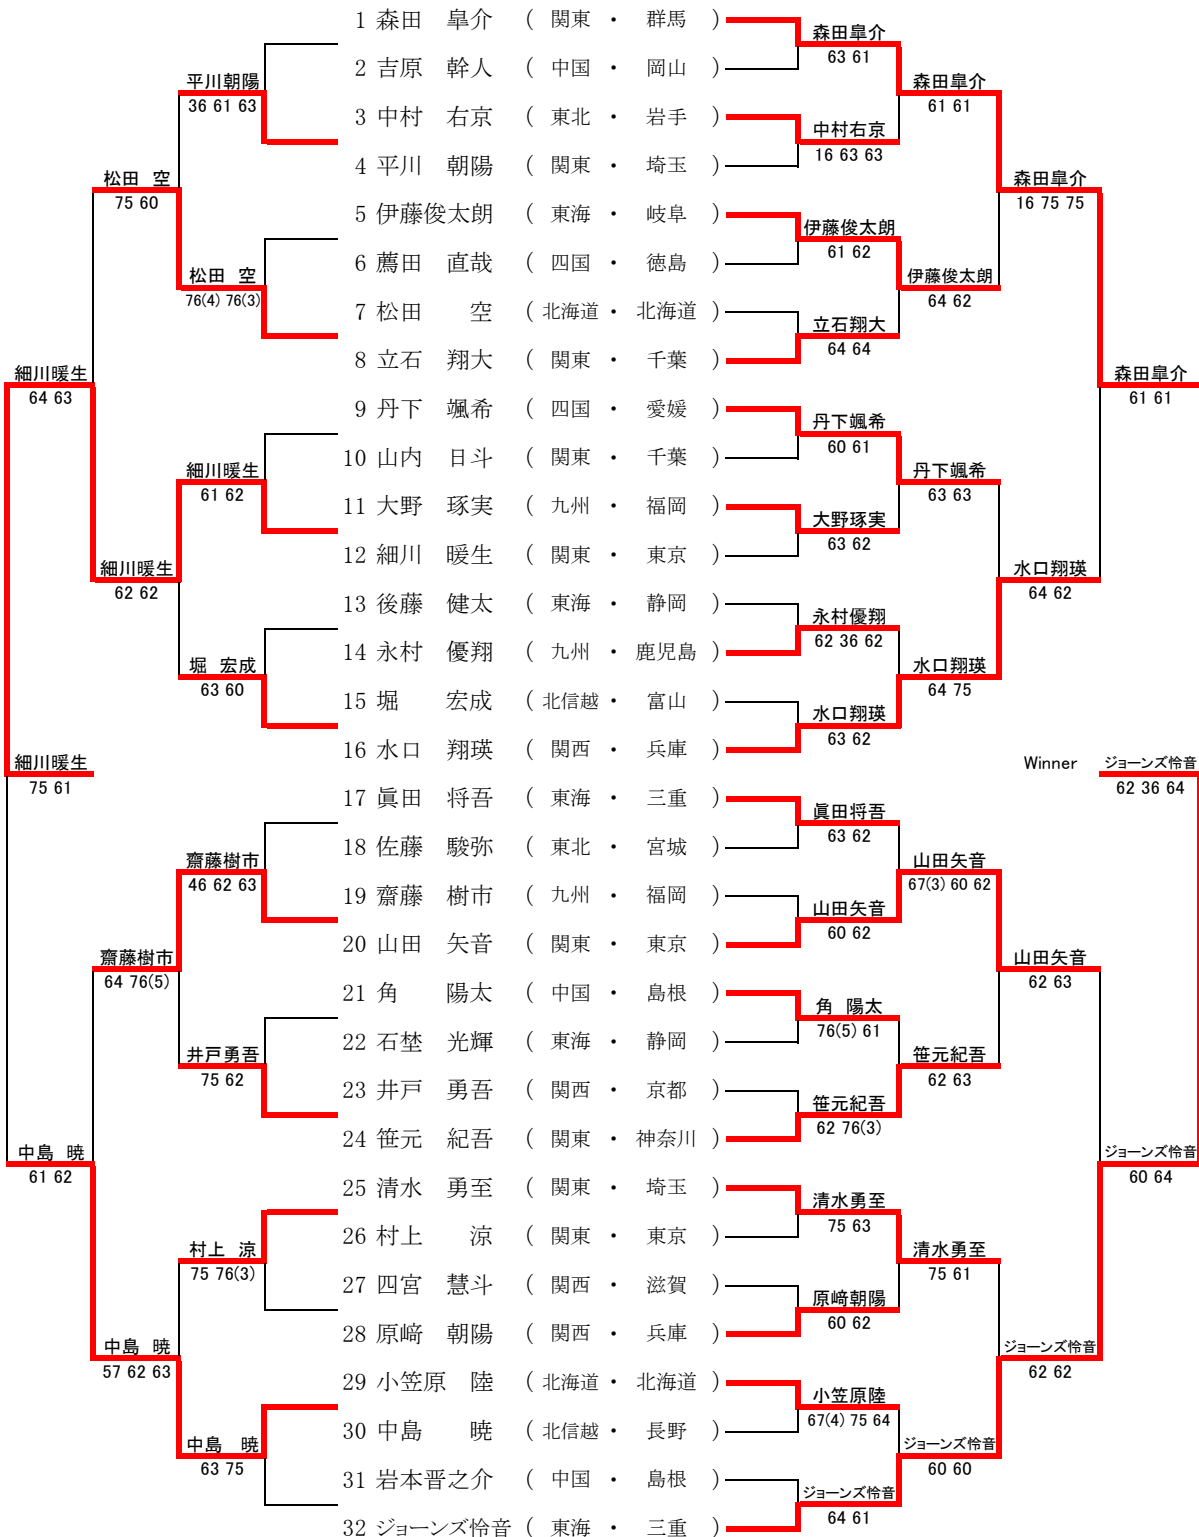 1 森田 皐介 ( 関東 ・ 群馬 )
2 吉原 幹人 ( 中国 ・ 岡山 )
3 中村 右京 ( 東北 ・ 岩手 )
4 平川 朝陽 ( 関東 ・ 埼玉 )
5 伊藤俊太朗 ( 東海 ・ 岐阜 )
6 薦田 直哉 ( 四国 ・ 徳島 )
7 松田 空 ( 北海道 ・ 北海道 )
8 立石 翔大 ( 関東 ・ 千葉 )
9 丹下 颯希 ( 四国 ・ 愛媛 )
10 山内 日斗 ( 関東 ・ 千葉 )
11 大野 琢実 ( 九州 ・ 福岡 )
12 細川 暖生 ( 関東 ・ 東京 )
13 後藤 健太 ( 東海 ・ 静岡 )
14 永村 優翔 ( 九州 ・ 鹿児島 )
15 堀 宏成 ( 北信越 ・ 富山 )
16 水口 翔瑛 ( 関西 ・ 兵庫 )
17 眞田 将吾 ( 東海 ・ 三重 )
18 佐藤 駿弥 ( 東北 ・ 宮城 )
19 齋藤 樹市 ( 九州 ・ 福岡 )
20 山田 矢音 ( 関東 ・ 東京 )
21 角 陽太 ( 中国 ・ 島根 )
22 石埜 光輝 ( 東海 ・ 静岡 )
23 井戸 勇吾 ( 関西 ・ 京都 )
24 笹元 紀吾 ( 関東 ・ 神奈川 )
25 清水 勇至 ( 関東 ・ 埼玉 )
26 村上 涼 ( 関東 ・ 東京 )
27 四宮 慧斗 ( 関西 ・ 滋賀 )
28 原﨑 朝陽 ( 関西 ・ 兵庫 )
29 小笠原 陸 ( 北海道 ・ 北海道 )
30 中島 暁 ( 北信越 ・ 長野 )
31 岩本晋之介 ( 中国 ・ 島根 )
32 ジョーンズ怜音 ( 東海 ・ 三重 )
森田皐介
63 61
中村右京
16 63 63
伊藤俊太朗
61 62
立石翔大
64 64
丹下颯希
60 61
大野琢実
63 62
永村優翔
62 36 62
水口翔瑛
63 62
眞田将吾
63 62
山田矢音
60 62
角 陽太
76(5) 61
笹元紀吾
62 76(3)
清水勇至
75 63
原﨑朝陽
60 62
小笠原陸
67(4) 75 64
ジョーンズ怜音
64 61
森田皐介
61 61
伊藤俊太朗
64 62
丹下颯希
63 63
水口翔瑛
64 75
山田矢音
67(3) 60 62
笹元紀吾
62 63
清水勇至
75 61
ジョーンズ怜音
60 60
森田皐介
16 75 75
水口翔瑛
64 62
山田矢音
62 63
ジョーンズ怜音
62 62
森田皐介
61 61
ジョーンズ怜音
60 64
Winner
ジョーンズ怜音
62 36 64
平川朝陽
36 61 63
松田 空
76(4) 76(3)
細川暖生
61 62
堀 宏成
63 60
齋藤樹市
46 62 63
井戸勇吾
75 62
村上 涼
75 76(3)
中島 暁
63 75
松田 空
75 60
細川暖生
62 62
齋藤樹市
64 76(5)
中島 暁
57 62 63
細川暖生
64 63
中島 暁
61 62
細川暖生
75 61